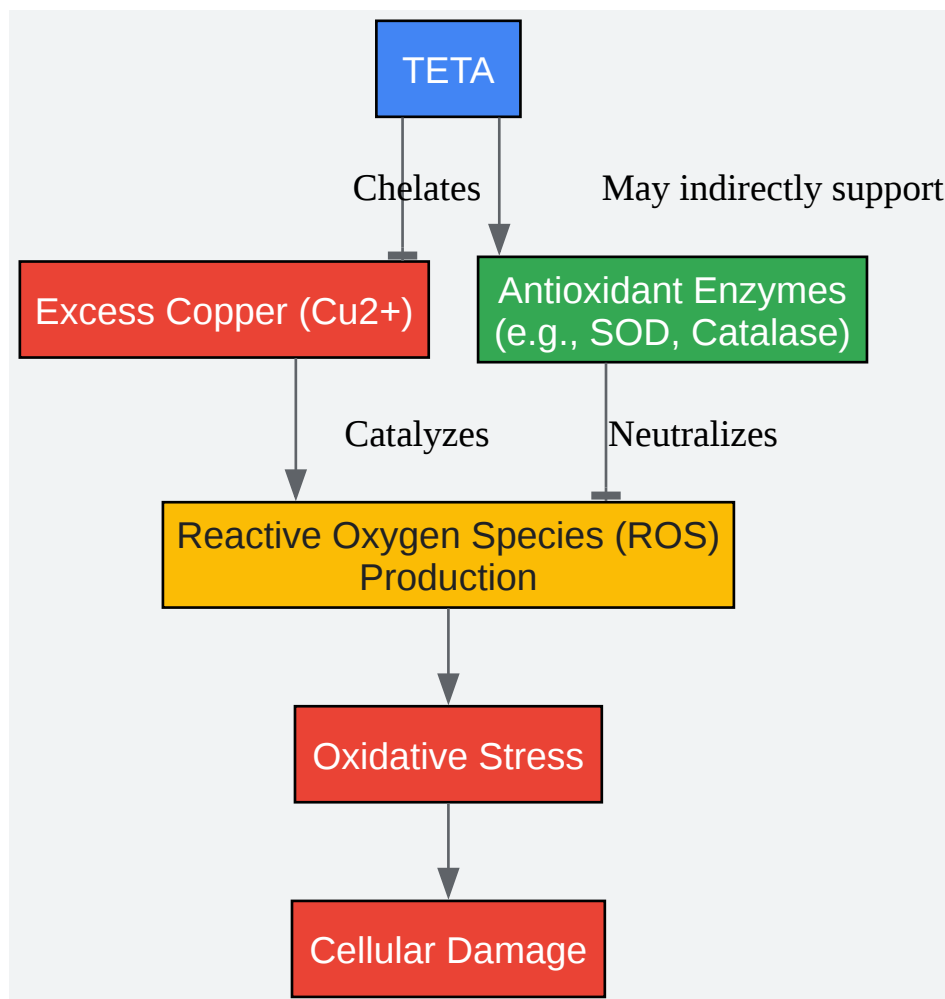 TETA
Chelates
May indirectly support
Excess Copper (Cu2+)
Antioxidant Enzymes
(e.g., SOD, Catalase)
Catalyzes
Neutralizes
Reactive Oxygen Species (ROS)
Production
Oxidative Stress
Cellular Damage